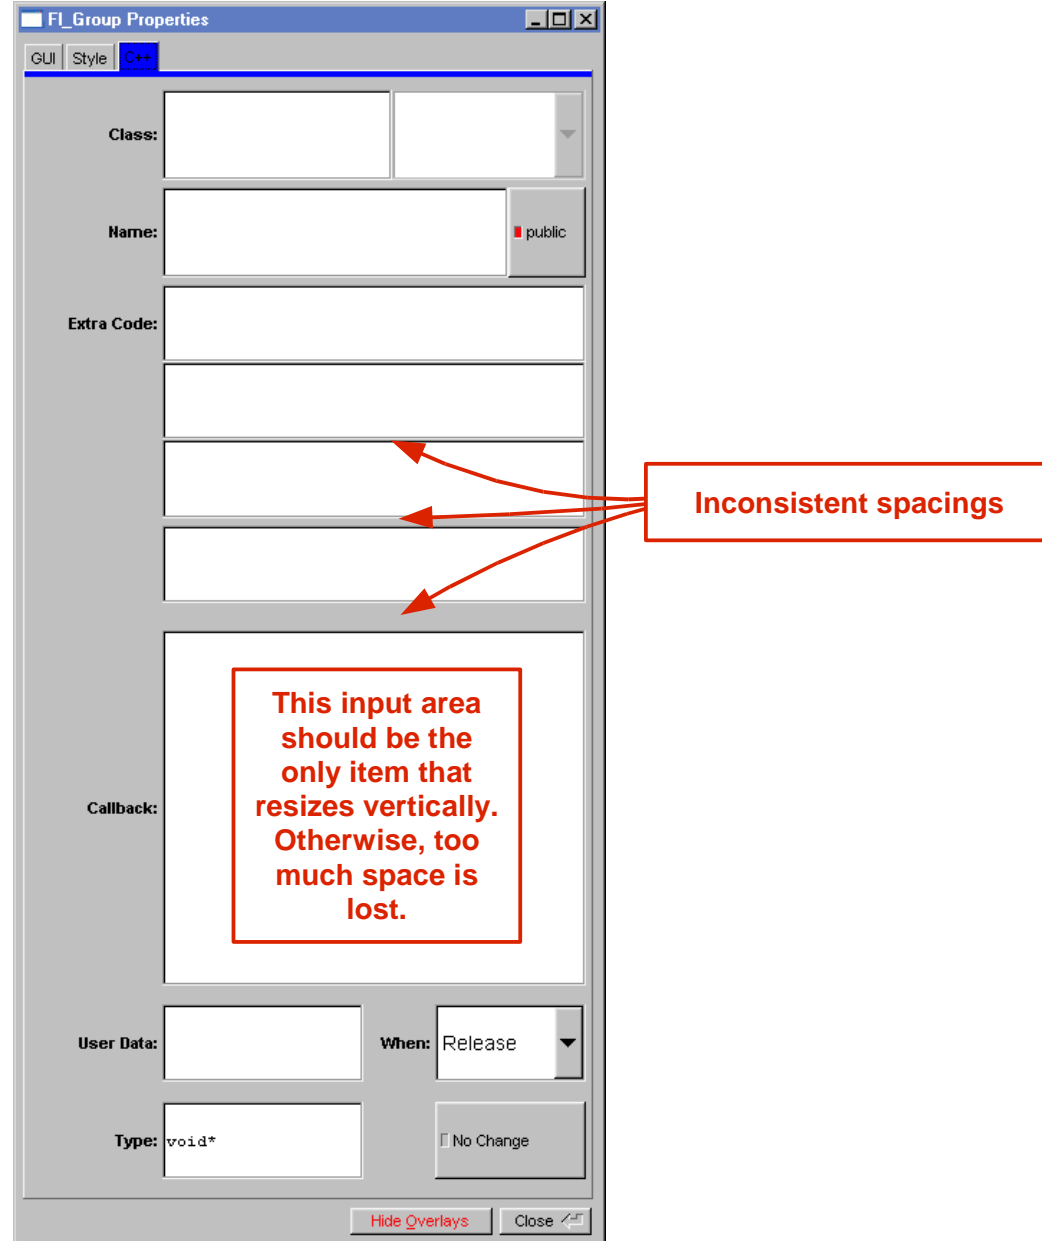 Fl_Group Properties
GUI Style C++
Class:
Name: public
Extra Code:
Inconsistent spacings
This input area
should be the
only item that
resizes vertically.
Otherwise, too
much space is
lost.
Callback:
User Data: When: Release
Type: void* No Change
Hide Overlays Close